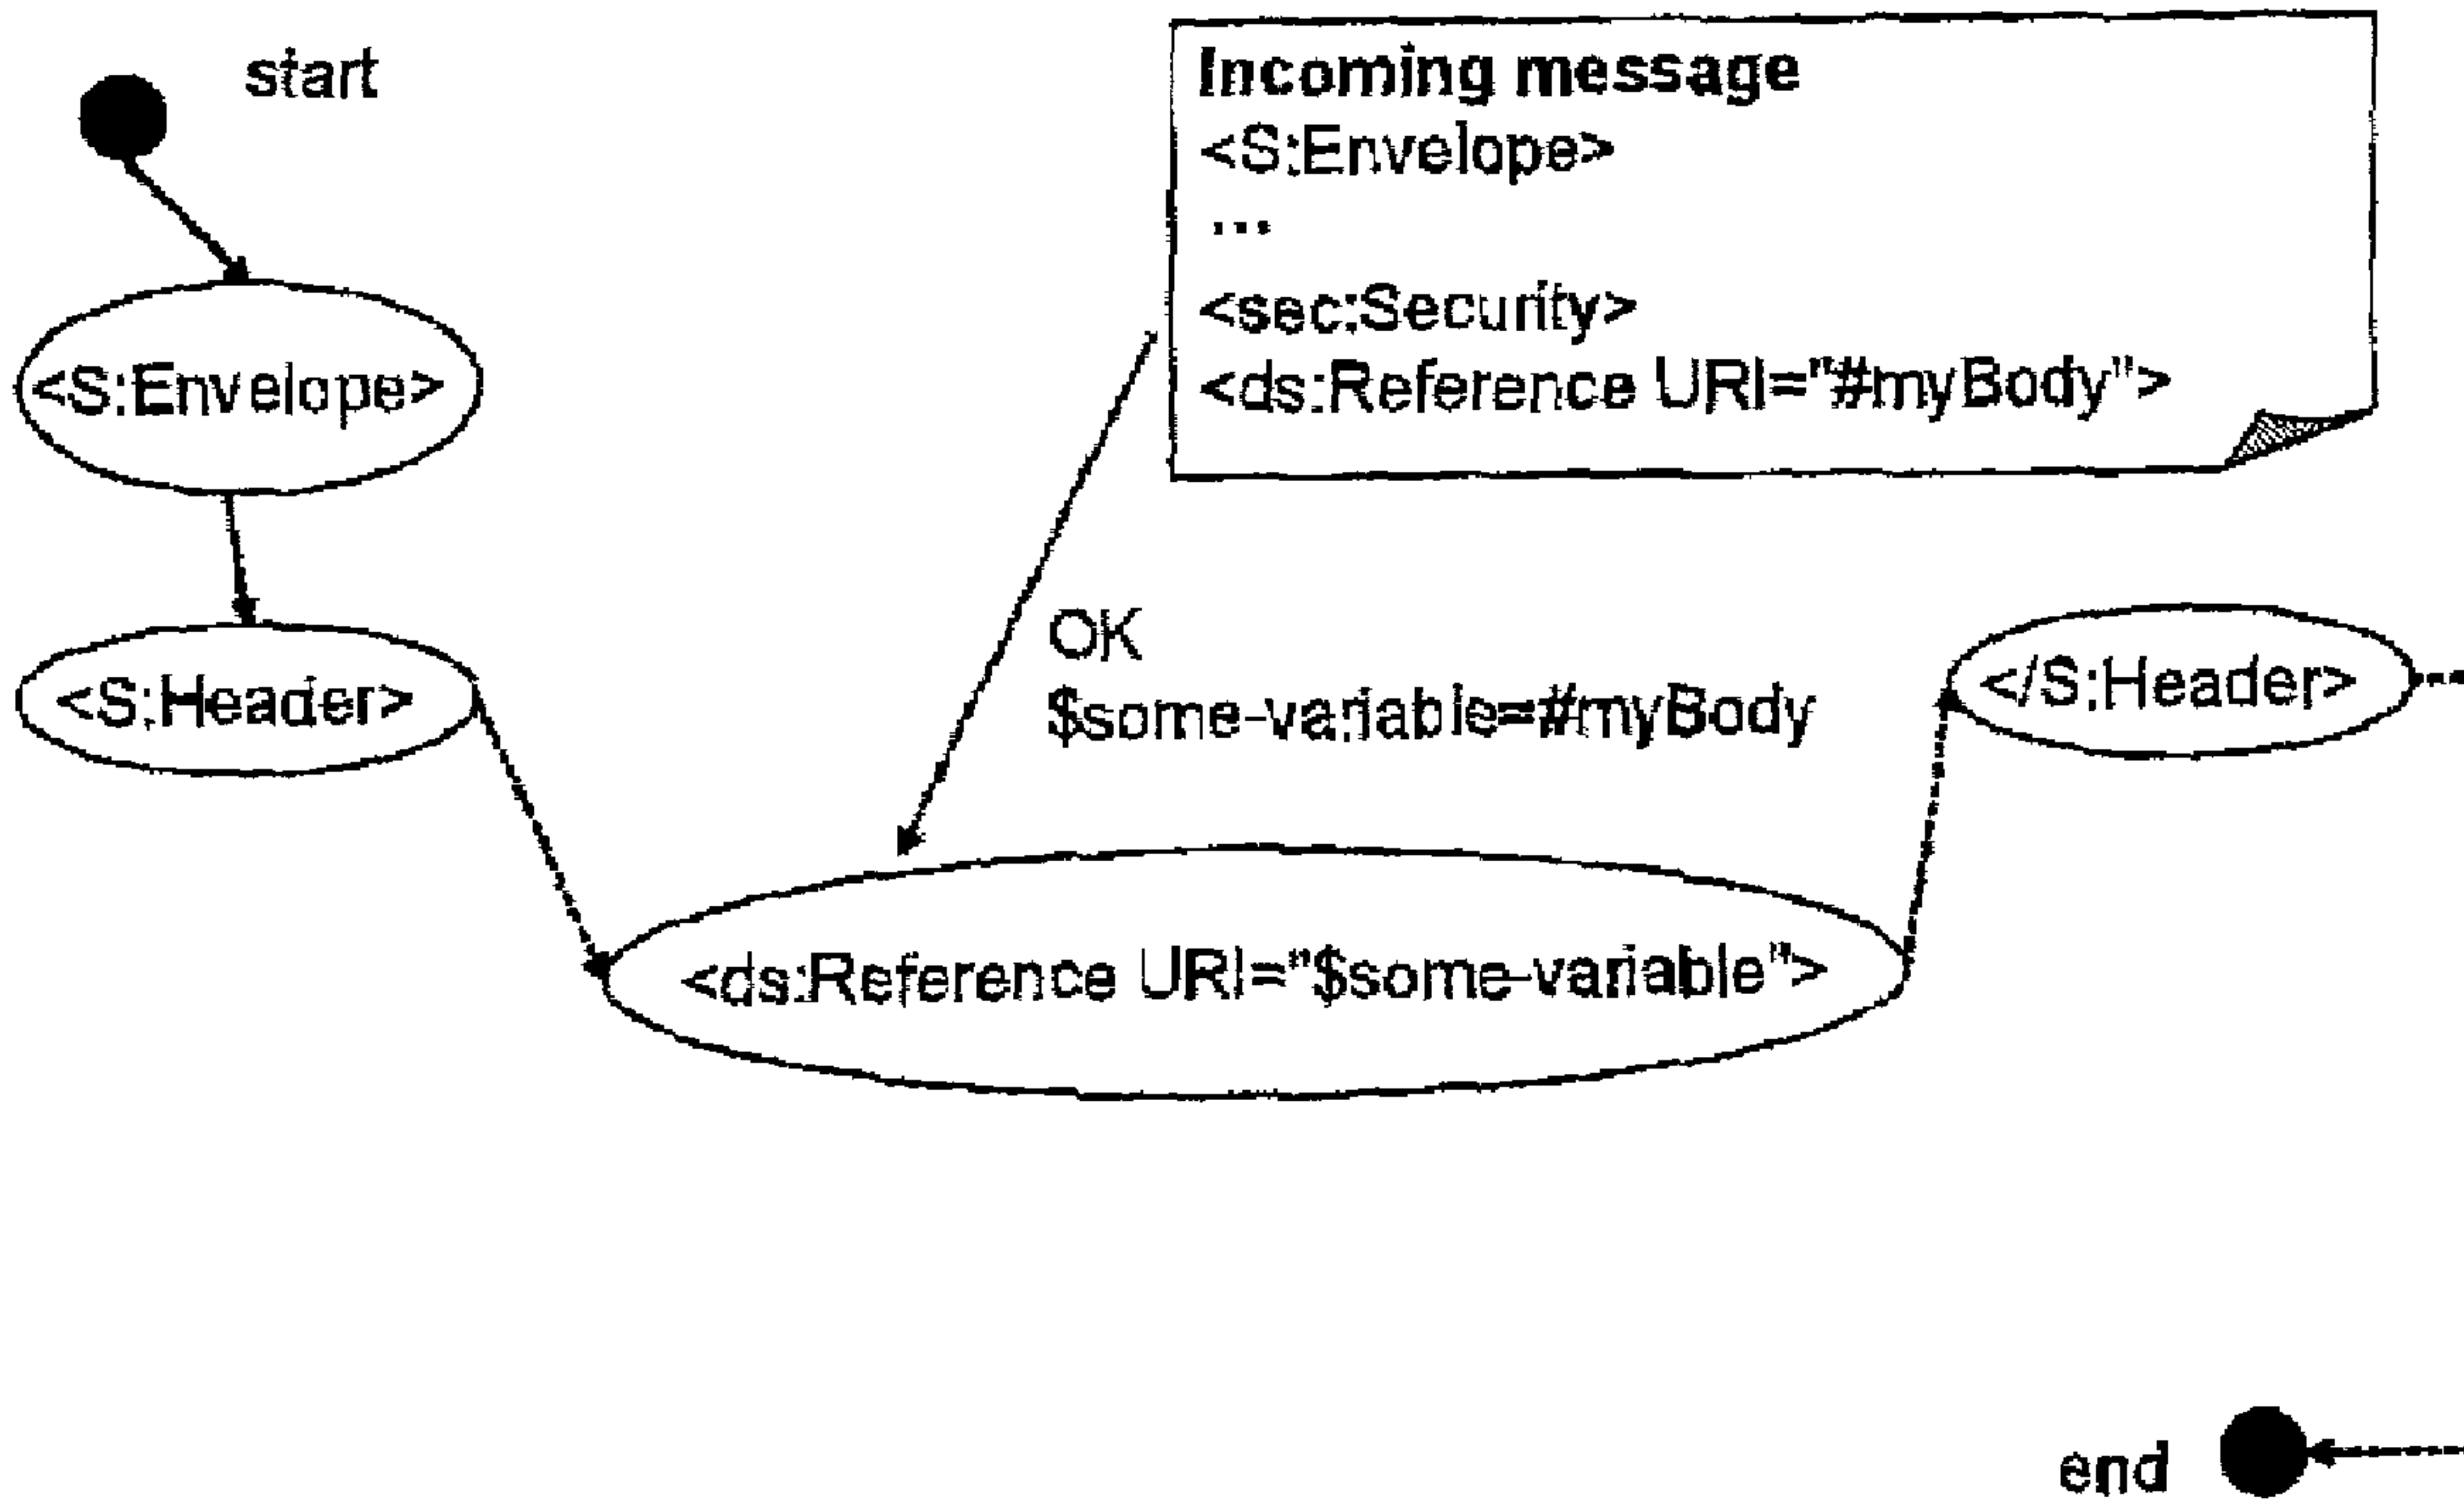 start
Incoming message
<S:Envelope>
...
<sec:Security>
<ds:Reference URI="#myBody">
<S:Envelope>
<S:Header>
OK
$some-variable=#myBody
</S:Header>
<ds:Reference URI="$some-variable">
end